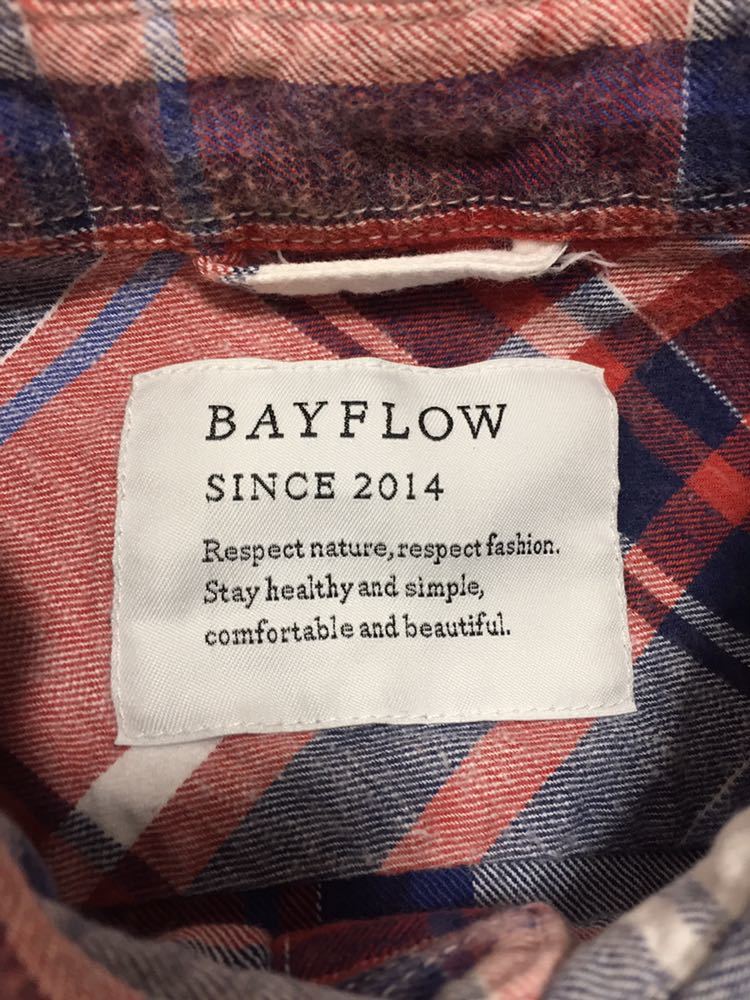 BAYFLOW
SINCE 2014
Respect nature, respect fashion.
Stay healthy and simple,
comfortable and beautiful.